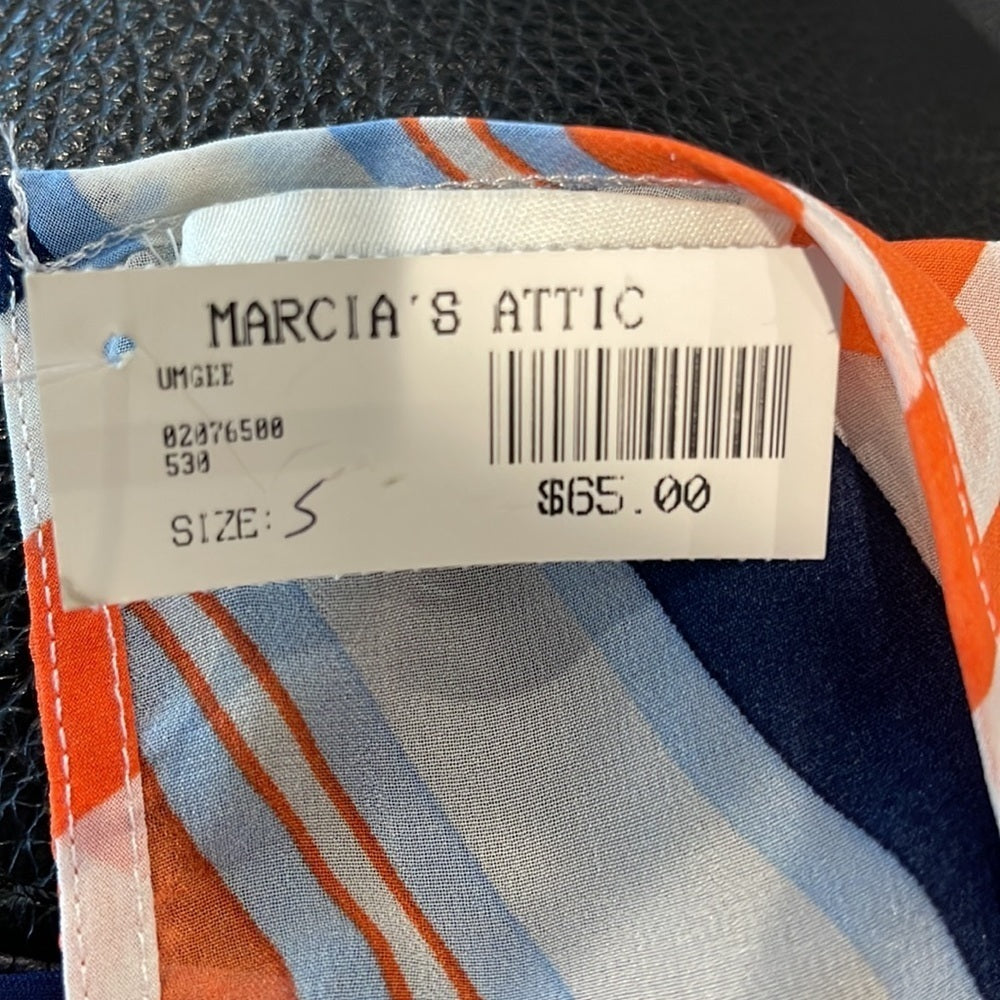 MARCIA'S ATTIC
UMGEE
02076500
530
SIZE: S
$65.00